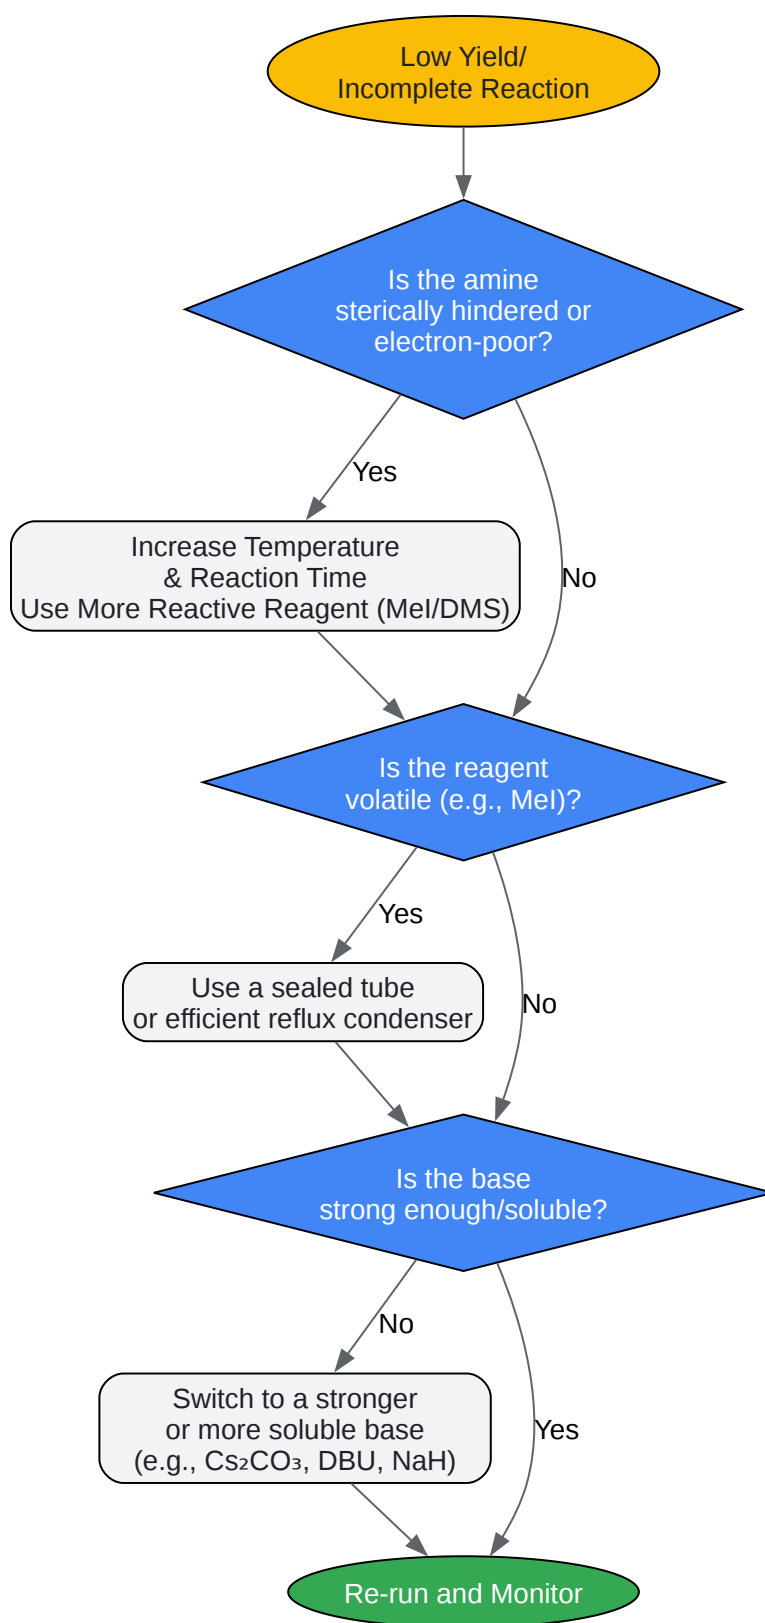 Low Yield/
Incomplete Reaction
Is the amine
sterically hindered or
electron-poor?
Yes
No
Increase Temperature
& Reaction Time
Use More Reactive Reagent (MeI/DMS)
Is the reagent
volatile (e.g., MeI)?
Yes
No
Use a sealed tube
or efficient reflux condenser
Is the base
strong enough/soluble?
No
Yes
Switch to a stronger
or more soluble base
(e.g., Cs₂CO₃, DBU, NaH)
Re-run and Monitor